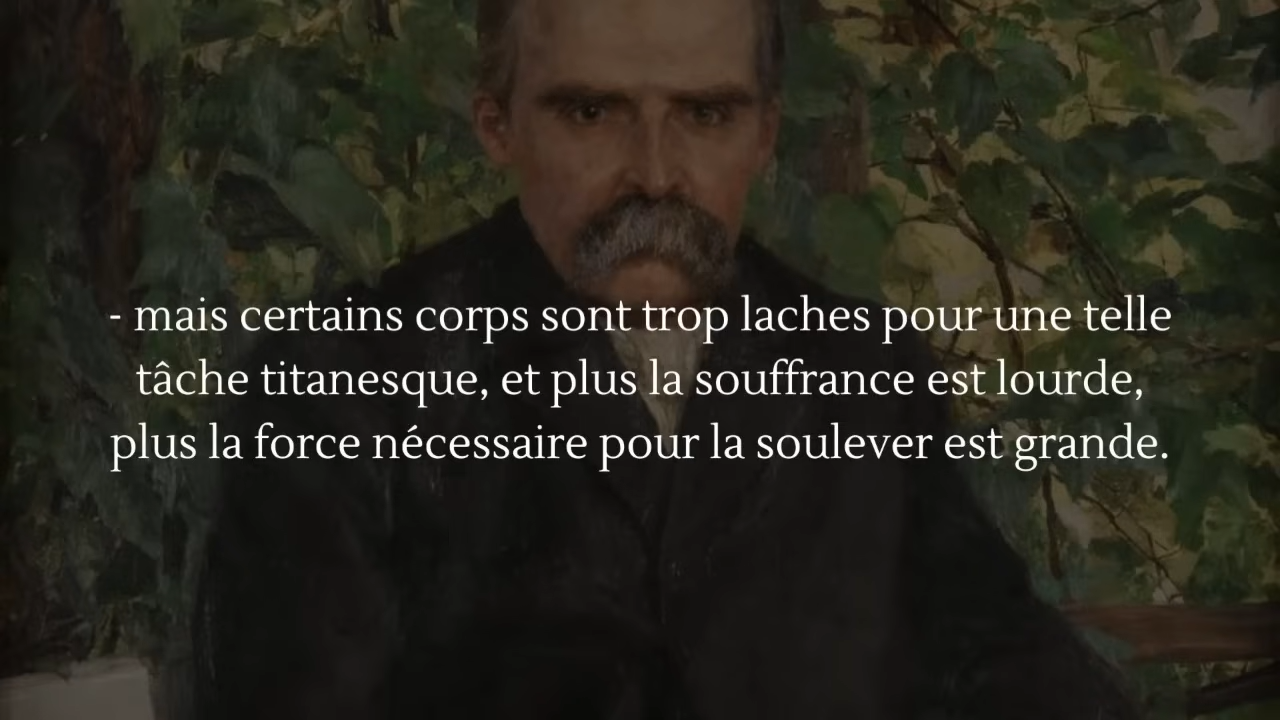 - mais certains corps sont trop laches pour une telle
tâche titanesque, et plus la souffrance est lourde,
plus la force nécessaire pour la soulever est grande.